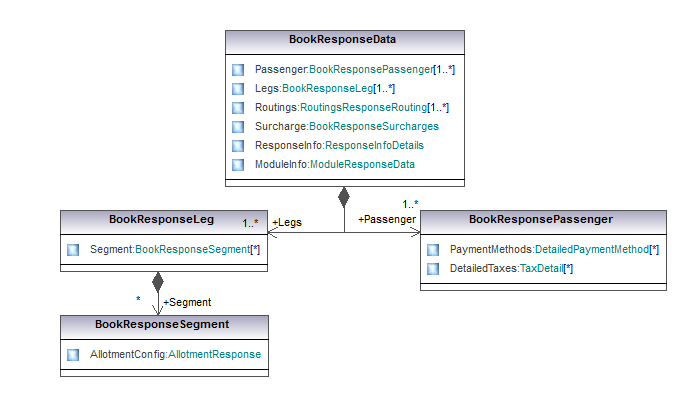 BookResponseData
Passenger:BookResponsePassenger[1..*]
Legs:BookResponseLeg[1..*]
Routings:RoutingsResponseRouting[1..*]
Surcharge:BookResponseSurcharges
ResponseInfo:ResponseInfoDetails
ModuleInfo:ModuleResponseData
1..*
+Legs
1..*
+Passenger
BookResponseLeg
Segment:BookResponseSegment[*]
BookResponsePassenger
PaymentMethods:DetailedPaymentMethod[*]
DetailedTaxes:TaxDetail[*]
*
+Segment
BookResponseSegment
AllotmentConfig:AllotmentResponse